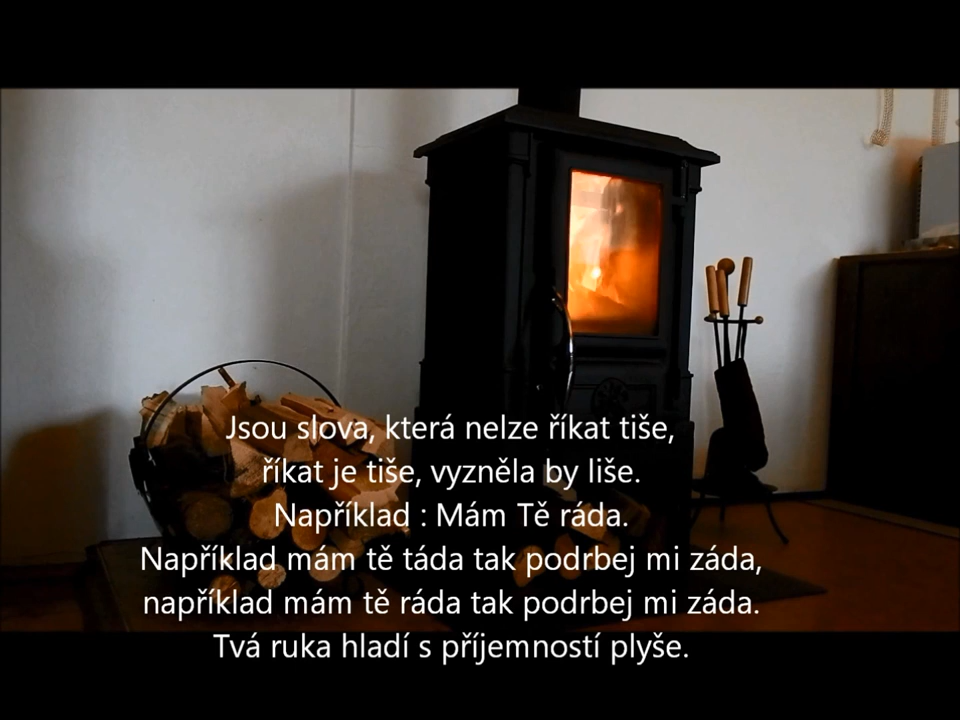 Jsou slova, která nelze říkat tiše,
říkat je tiše, vyzněla by liše.
Například : Mám Tě ráda.
Například mám tě táda tak podrbej mi záda,
například mám tě ráda tak podrbej mi záda.
Tvá ruka hladí s příjemností plyše.